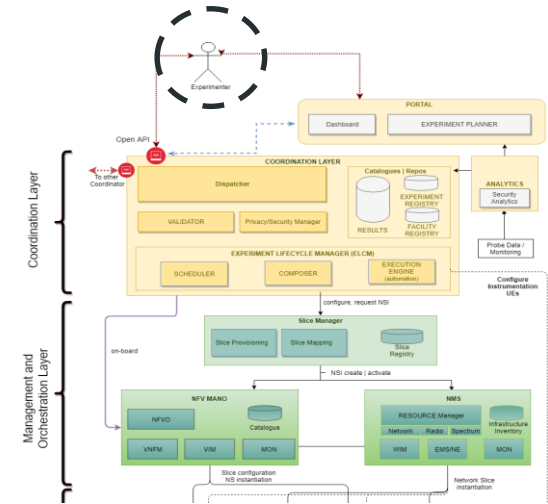 Experimenter
PORTAL
Dashboard
EXPERIMENT PLANNER
Open API
To other
Coordinator
Coordination Layer
COORDINATION LAYER
Dispatcher
VALIDATOR
Privacy/Security Manager
Catalogues | Repos
RESULTS
EXPERIMENT
REGISTRY
FACILITY
REGISTRY
ANALYTICS
Security
Analytics
Probe Data /
Monitoring
EXPERIMENT LIFECYCLE MANAGER (ELCM)
SCHEDULER
COMPOSER
EXECUTION
ENGINE
(automation)
Configure
Instrumentation
UEs
configure, request NSI
Management and
Orchestration Layer
on-board
Slice Manager
Slice Provisioning
Slice Mapping
Slice
Registry
NSI create | activate
NFV MANO
NFVO
Catalogue
VNFM
VIM
MON
NMS
RESOURCE Manager
Network
Radio
Spectrum
Infrastructure
Inventory
WIM
EMS/NE
MON
Slice configuration
NS instantiation
Network Slice
instantiation